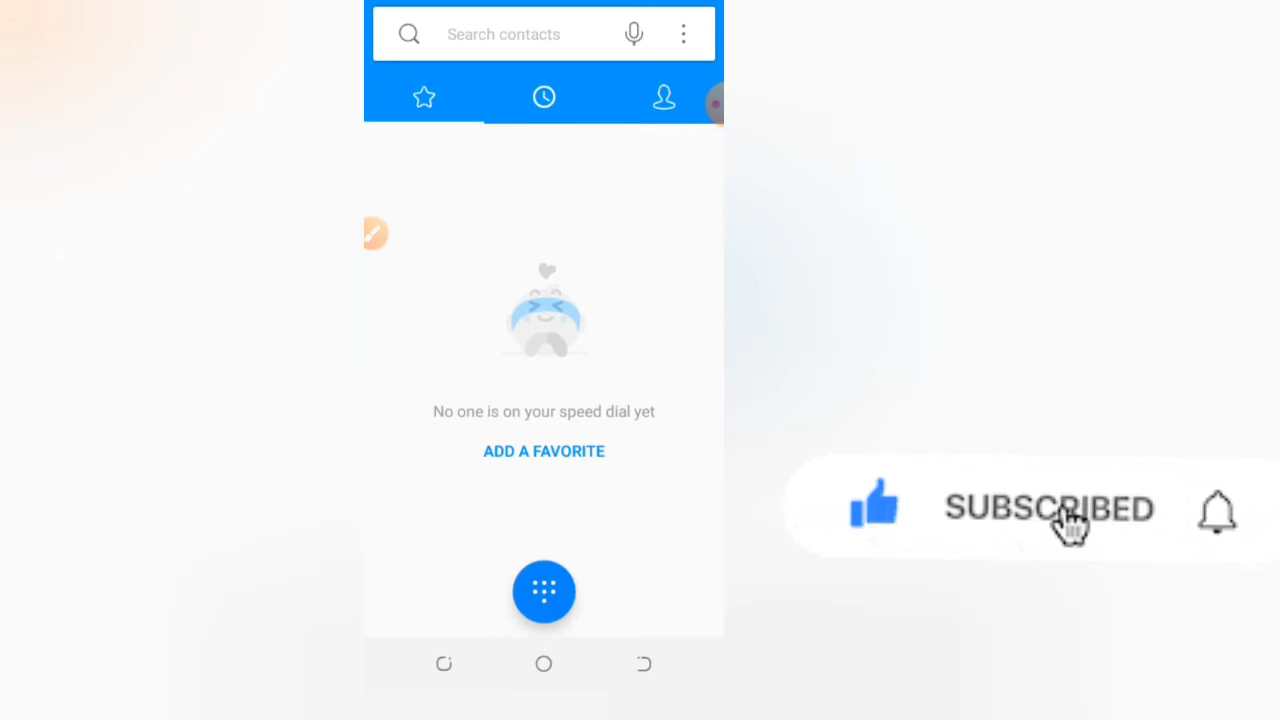 Search contacts
No one is on your speed dial yet
ADD A FAVORITE
SUBSCRIBED